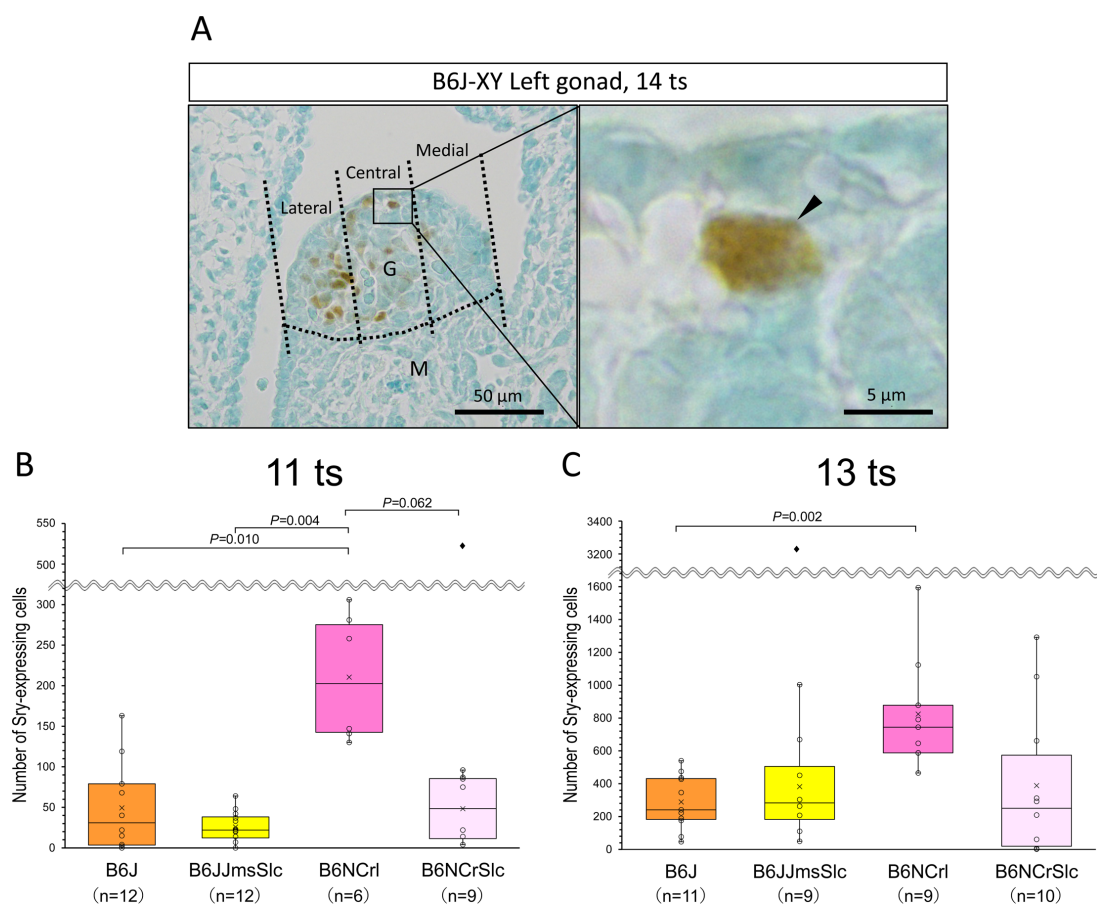 A
B6J-XY Left gonad, 14 ts
Medial
Central
Lateral
G
M
50 μm
5 μm
B
11 ts
P=0.062
P=0.004
P=0.010
Number of Sry-expressing cells
550
500
300
250
200
150
100
50
0
B6J
(n=12)
B6JJmsSlc
(n=12)
B6NCrl
(n=6)
B6NCrSlc
(n=9)
C
13 ts
P=0.002
Number of Sry-expressing cells
3400
3200
1600
1400
1200
1000
800
600
400
200
0
B6J
(n=11)
B6JJmsSlc
(n=9)
B6NCrl
(n=9)
B6NCrSlc
(n=10)